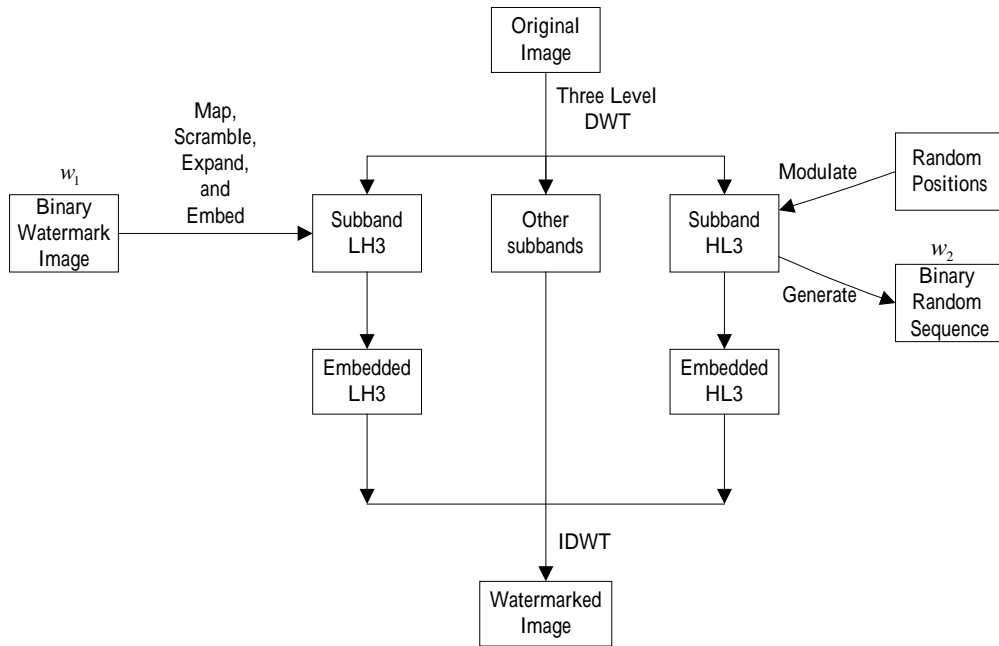 Original
Image
Three Level
DWT
Map,
Scramble,
Expand,
and
Embed
w1
Binary
Watermark
Image
Subband
LH3
Other
subbands
Subband
HL3
Modulate
Random
Positions
Generate
w2
Binary
Random
Sequence
Embedded
LH3
Embedded
HL3
IDWT
Watermarked
Image